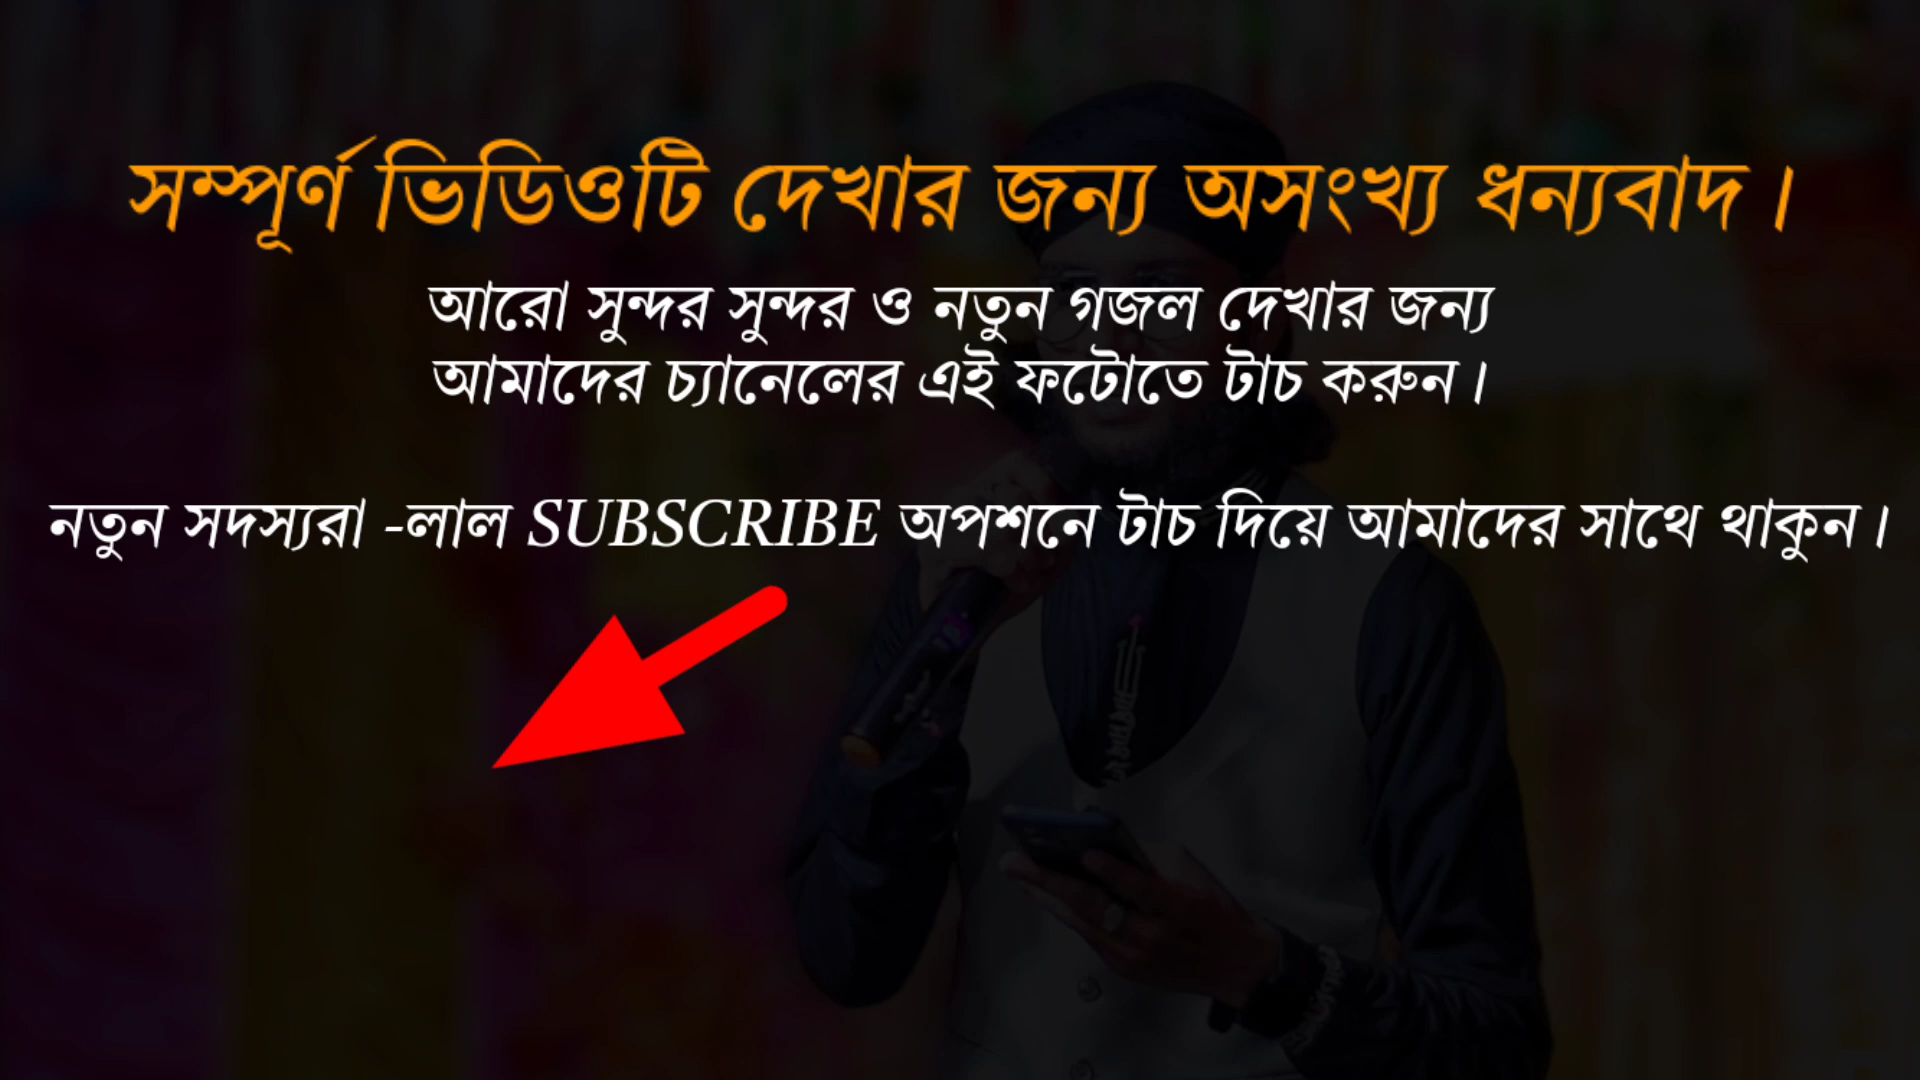 সম্পূর্ণ ভিডিওটি দেখার জন্য অসংখ্য ধন্যবাদ।
আরো সুন্দর সুন্দর ও নতুন গজল দেখার জন্য
আমাদের চ্যানেলের এই ফটোতে টাচ করুন।
নতুন সদস্যরা -লাল SUBSCRIBE অপশনে টাচ দিয়ে আমাদের সাথে থাকুন।